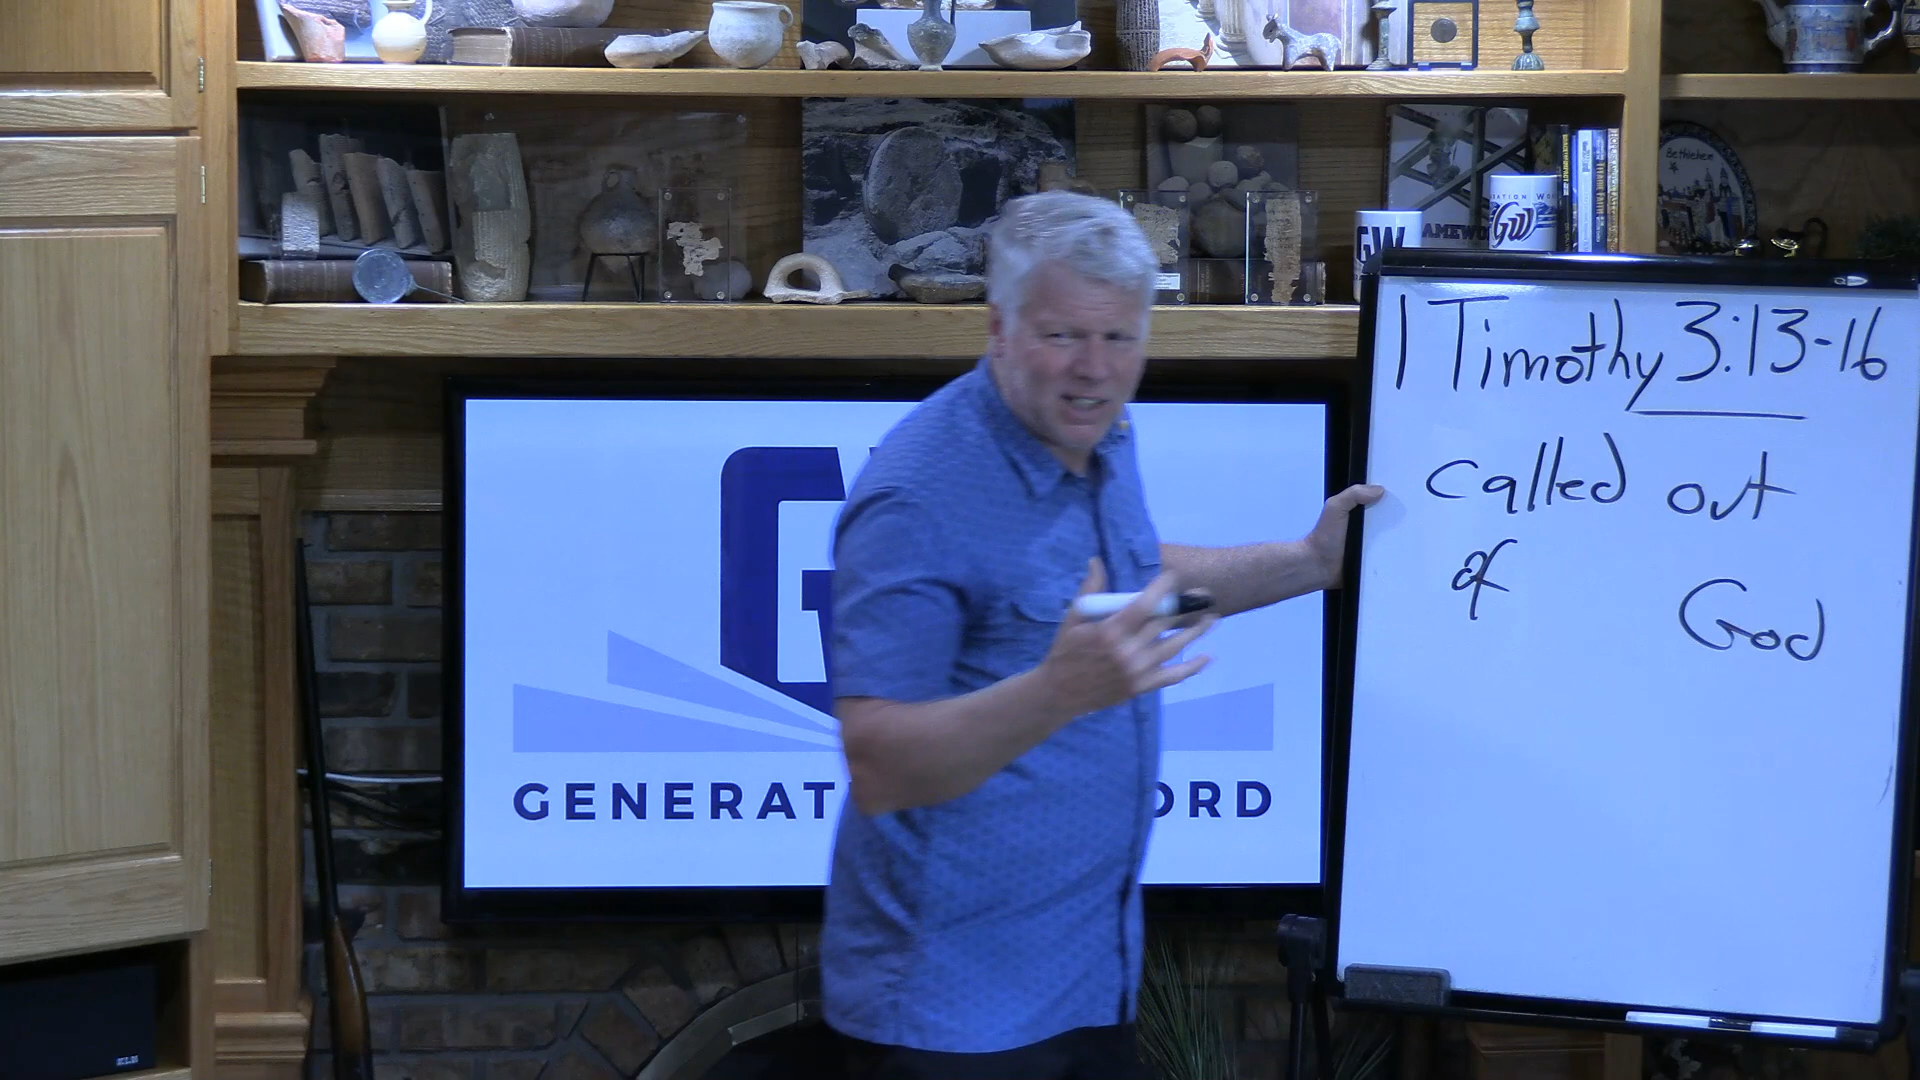 Bethlehem
GW
GW
1 Timothy 3:13-16
called out
of God
GENERAT ORD